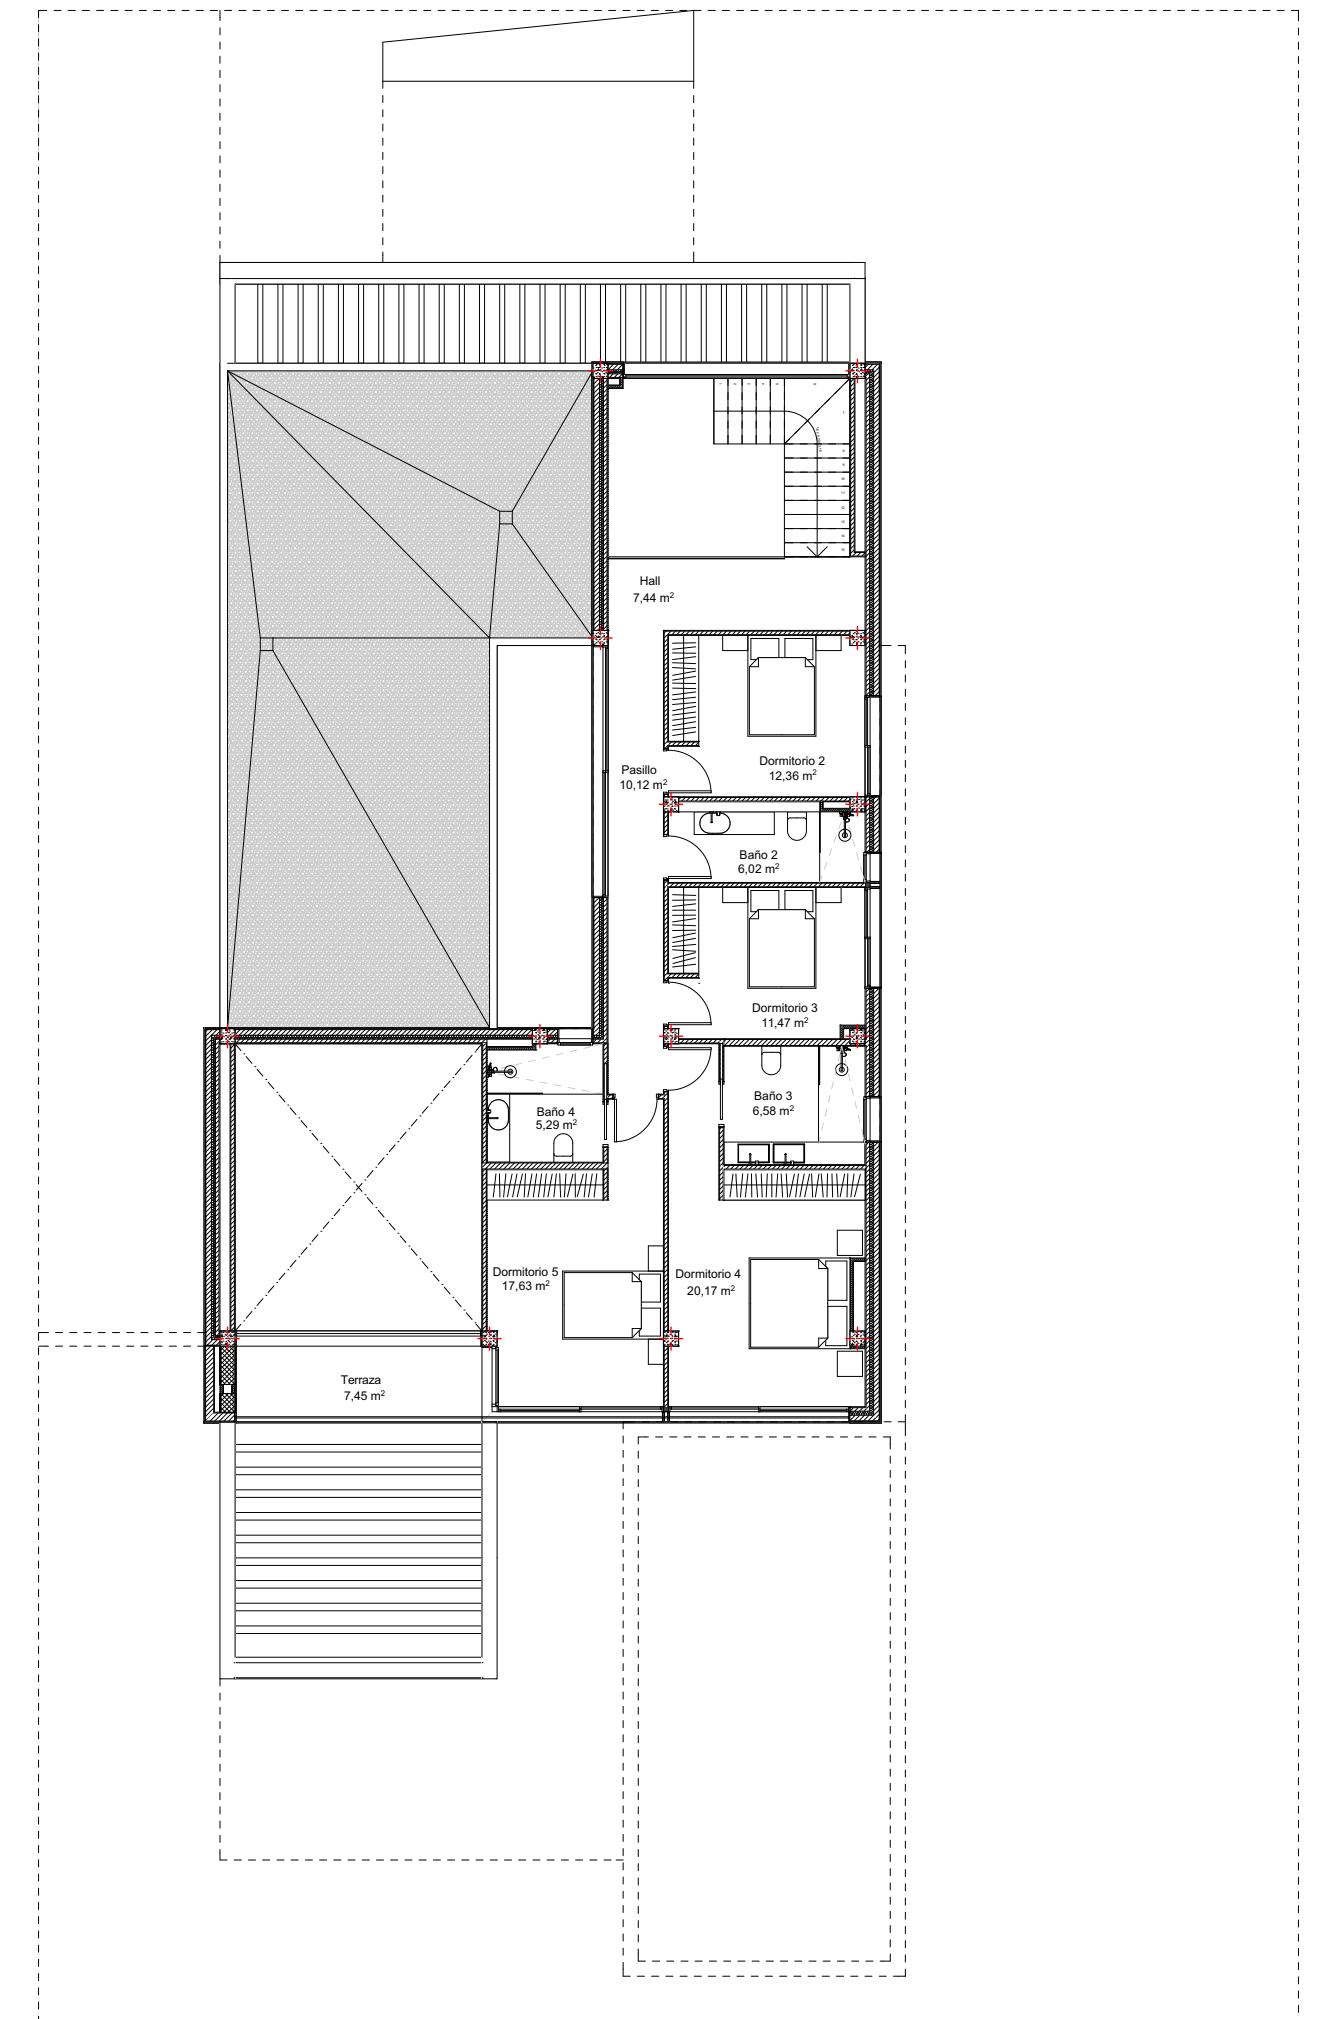 Hall
7,44 m²
Dormitorio 2
12,36 m²
Pasillo
10,12 m²
Baño 2
6,02 m²
Dormitorio 3
11,47 m²
Baño 3
6,58 m²
Baño 4
5,29 m²
Dormitorio 5
17,63 m²
Dormitorio 4
20,17 m²
Terraza
7,45 m²